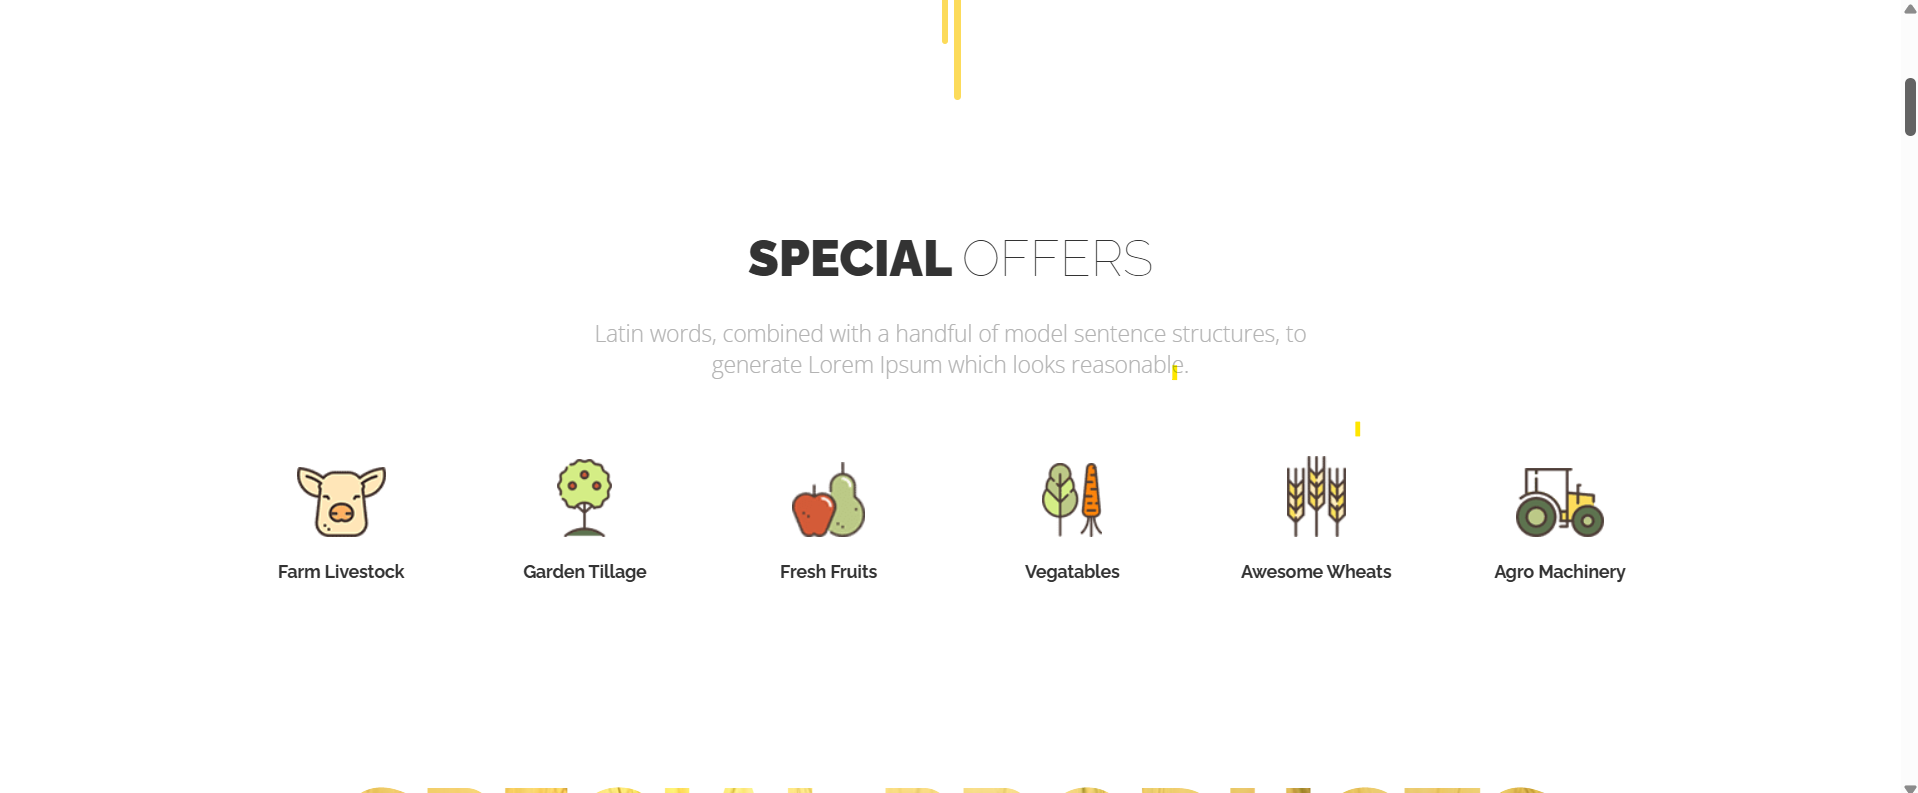 SPECIAL OFFERS
Latin words, combined with a handful of model sentence structures, to
generate Lorem Ipsum which looks reasonable.
Farm Livestock
Garden Tillage
Fresh Fruits
Vegatables
Awesome Wheats
Agro Machinery